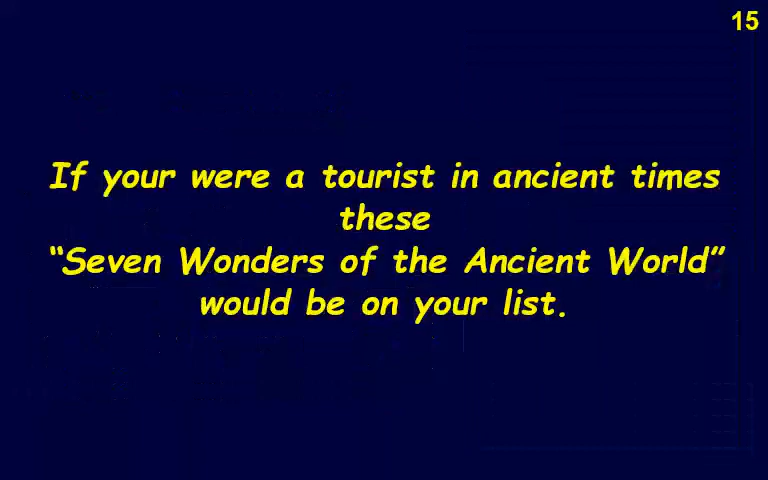 15
If your were a tourist in ancient times
these
“Seven Wonders of the Ancient World”
would be on your list.